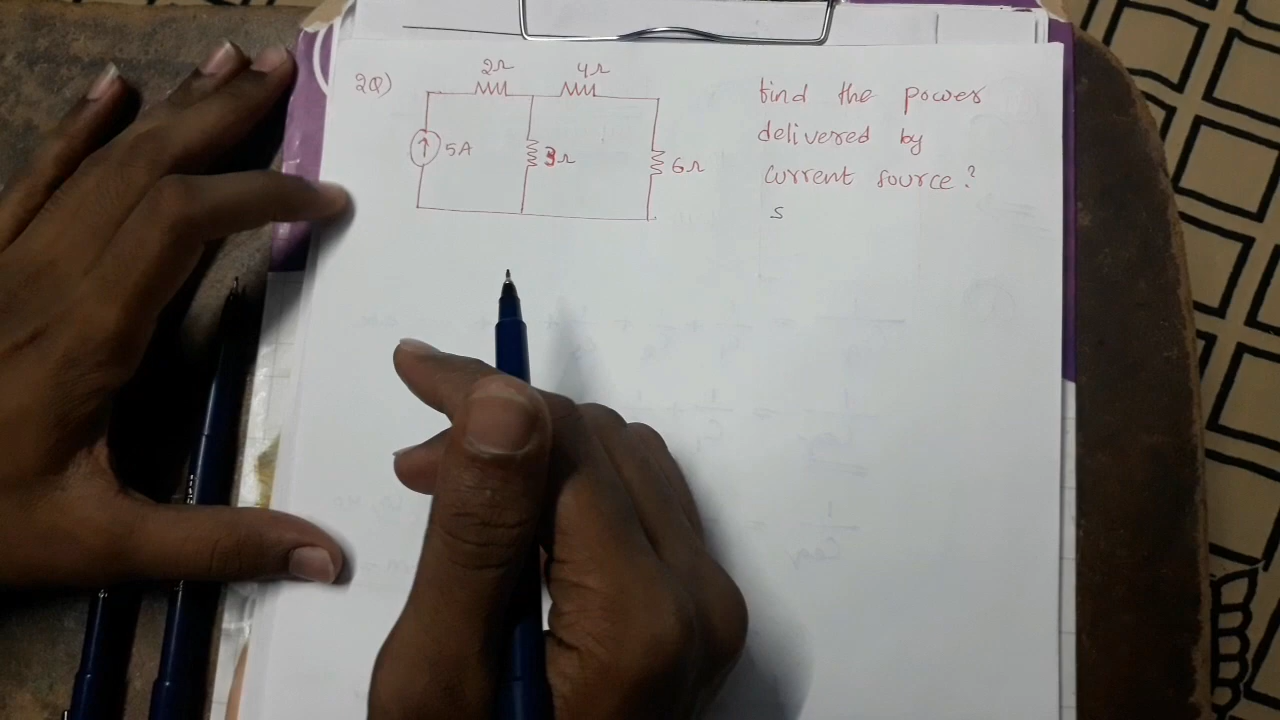 2Q)
2Ω 4Ω
5A 3Ω 6Ω
find the power
delivered by
current source?
s